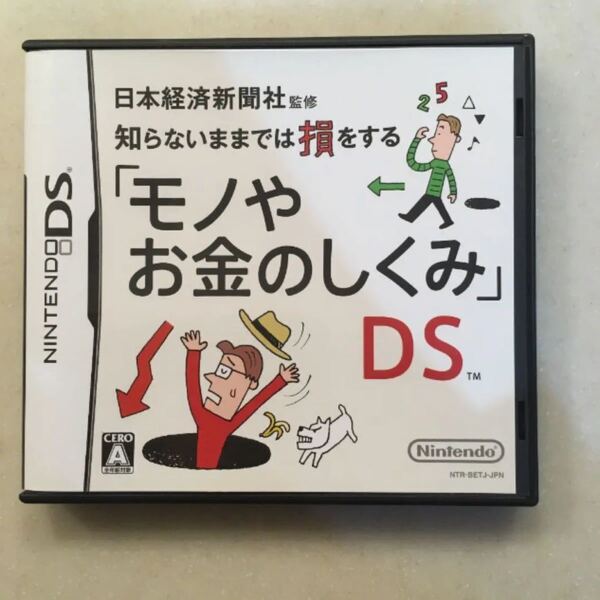 NINTENDO DS®
日本経済新聞社監修
知らないままでは損をする
25
「モノや
お金のしくみ」
DS™
CERO
A
全年齢対象
Nintendo®
NTR-BETJ-JPN